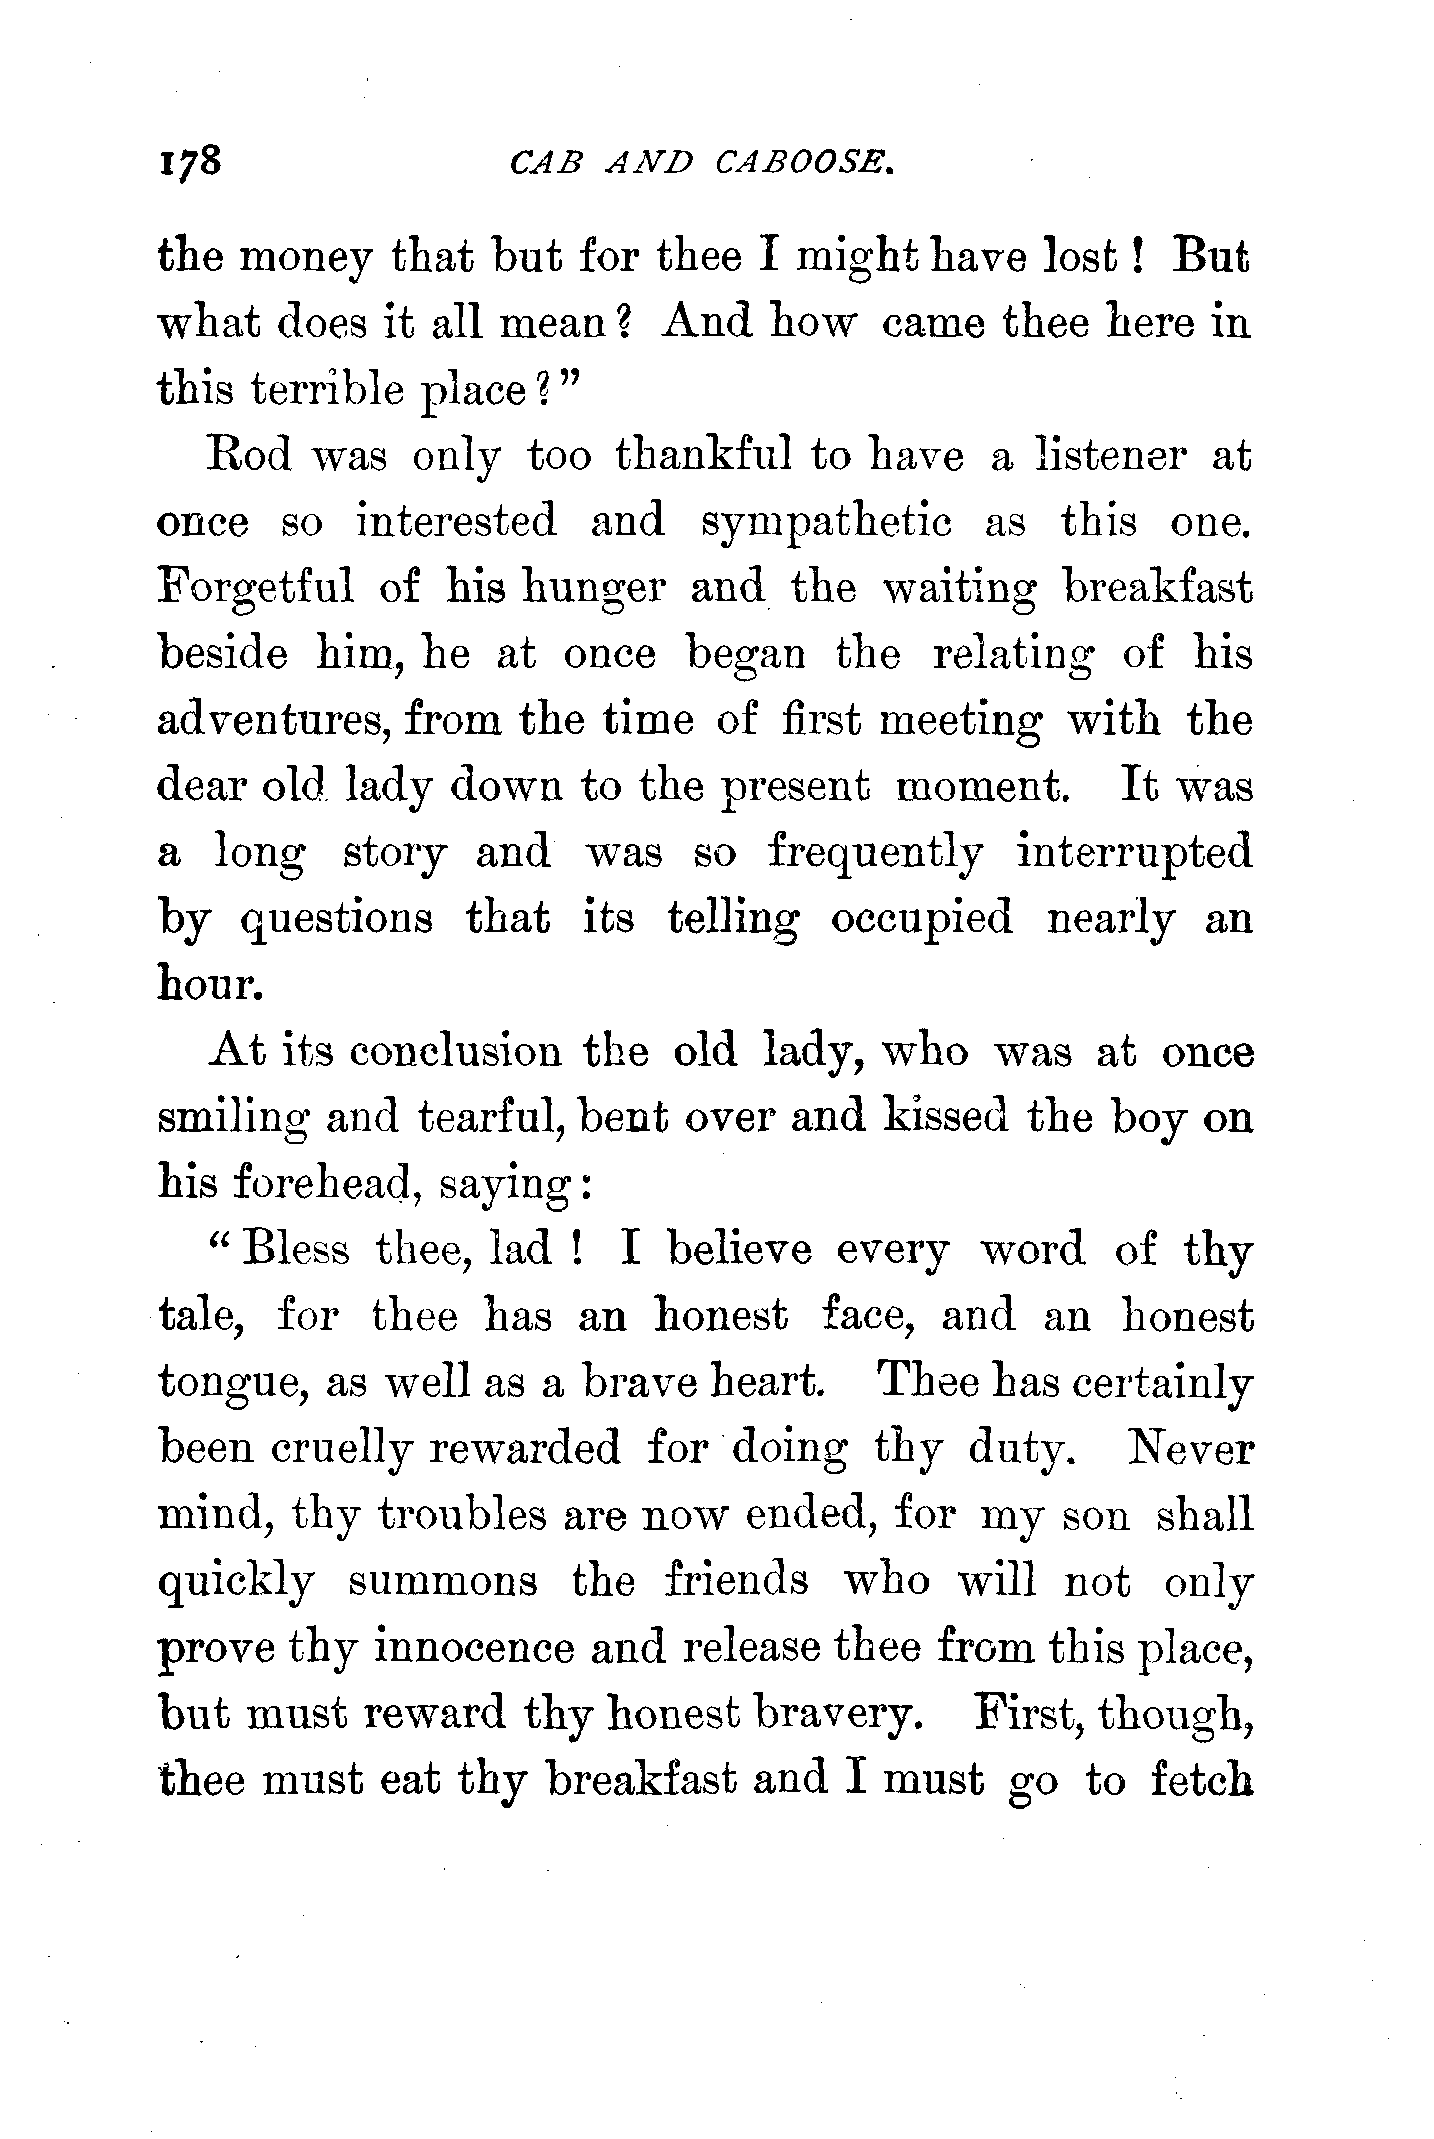 178 CAB AND CABOOSE.
the money that but for thee I might have lost! But
what does it all mean? And how came thee here in
this terrible place?"
Rod was only too thankful to have a listener at
once so interested and sympathetic as this one.
Forgetful of his hunger and the waiting breakfast
beside him, he at once began the relating of his
adventures, from the time of first meeting with the
dear old lady down to the present moment. It was
a long story and was so frequently interrupted
by questions that its telling occupied nearly an
hour.
At its conclusion the old lady, who was at once
smiling and tearful, bent over and kissed the boy on
his forehead, saying:
"Bless thee, lad! I believe every word of thy
tale, for thee has an honest face, and an honest
tongue, as well as a brave heart. Thee has certainly
been cruelly rewarded for doing thy duty. Never
mind, thy troubles are now ended, for my son shall
quickly summons the friends who will not only
prove thy innocence and release thee from this place,
but must reward thy honest bravery. First, though,
thee must eat thy breakfast and I must go to fetch